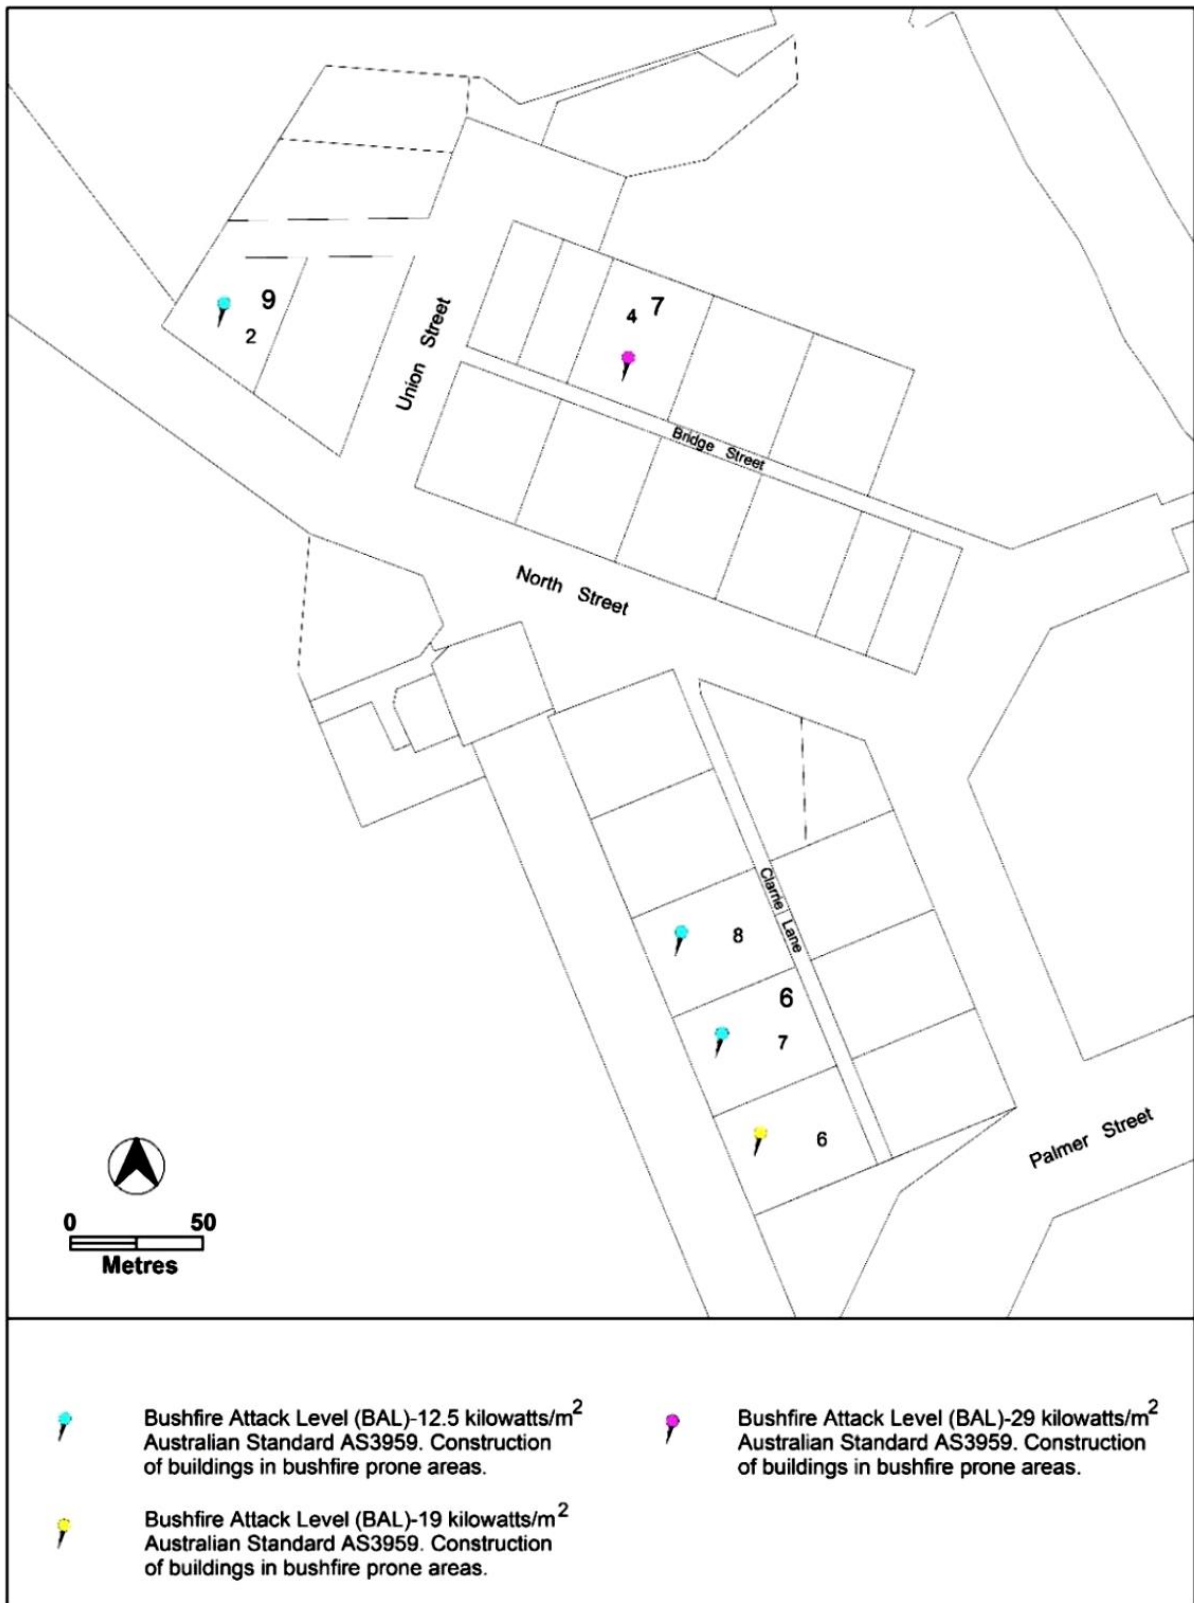 9
2
Union Street
4 7
Bridge Street
North Street
Clarrie Lane
8
6
7
6
Palmer Street
0 50
Metres
Bushfire Attack Level (BAL)-12.5 kilowatts/m²
Australian Standard AS3959. Construction
of buildings in bushfire prone areas.
Bushfire Attack Level (BAL)-29 kilowatts/m²
Australian Standard AS3959. Construction
of buildings in bushfire prone areas.
Bushfire Attack Level (BAL)-19 kilowatts/m²
Australian Standard AS3959. Construction
of buildings in bushfire prone areas.